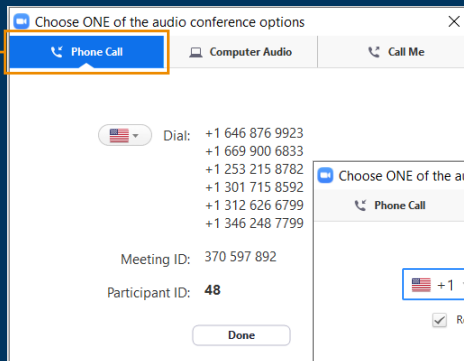 Choose ONE of the audio conference options
Phone Call
Computer Audio
Call Me
Dial:
+1 646 876 9923
+1 669 900 6833
+1 253 215 8782
+1 301 715 8592
+1 312 626 6799
+1 346 248 7799
Meeting ID: 370 597 892
Participant ID: 48
Done
Choose ONE of the
Phone Call
+1